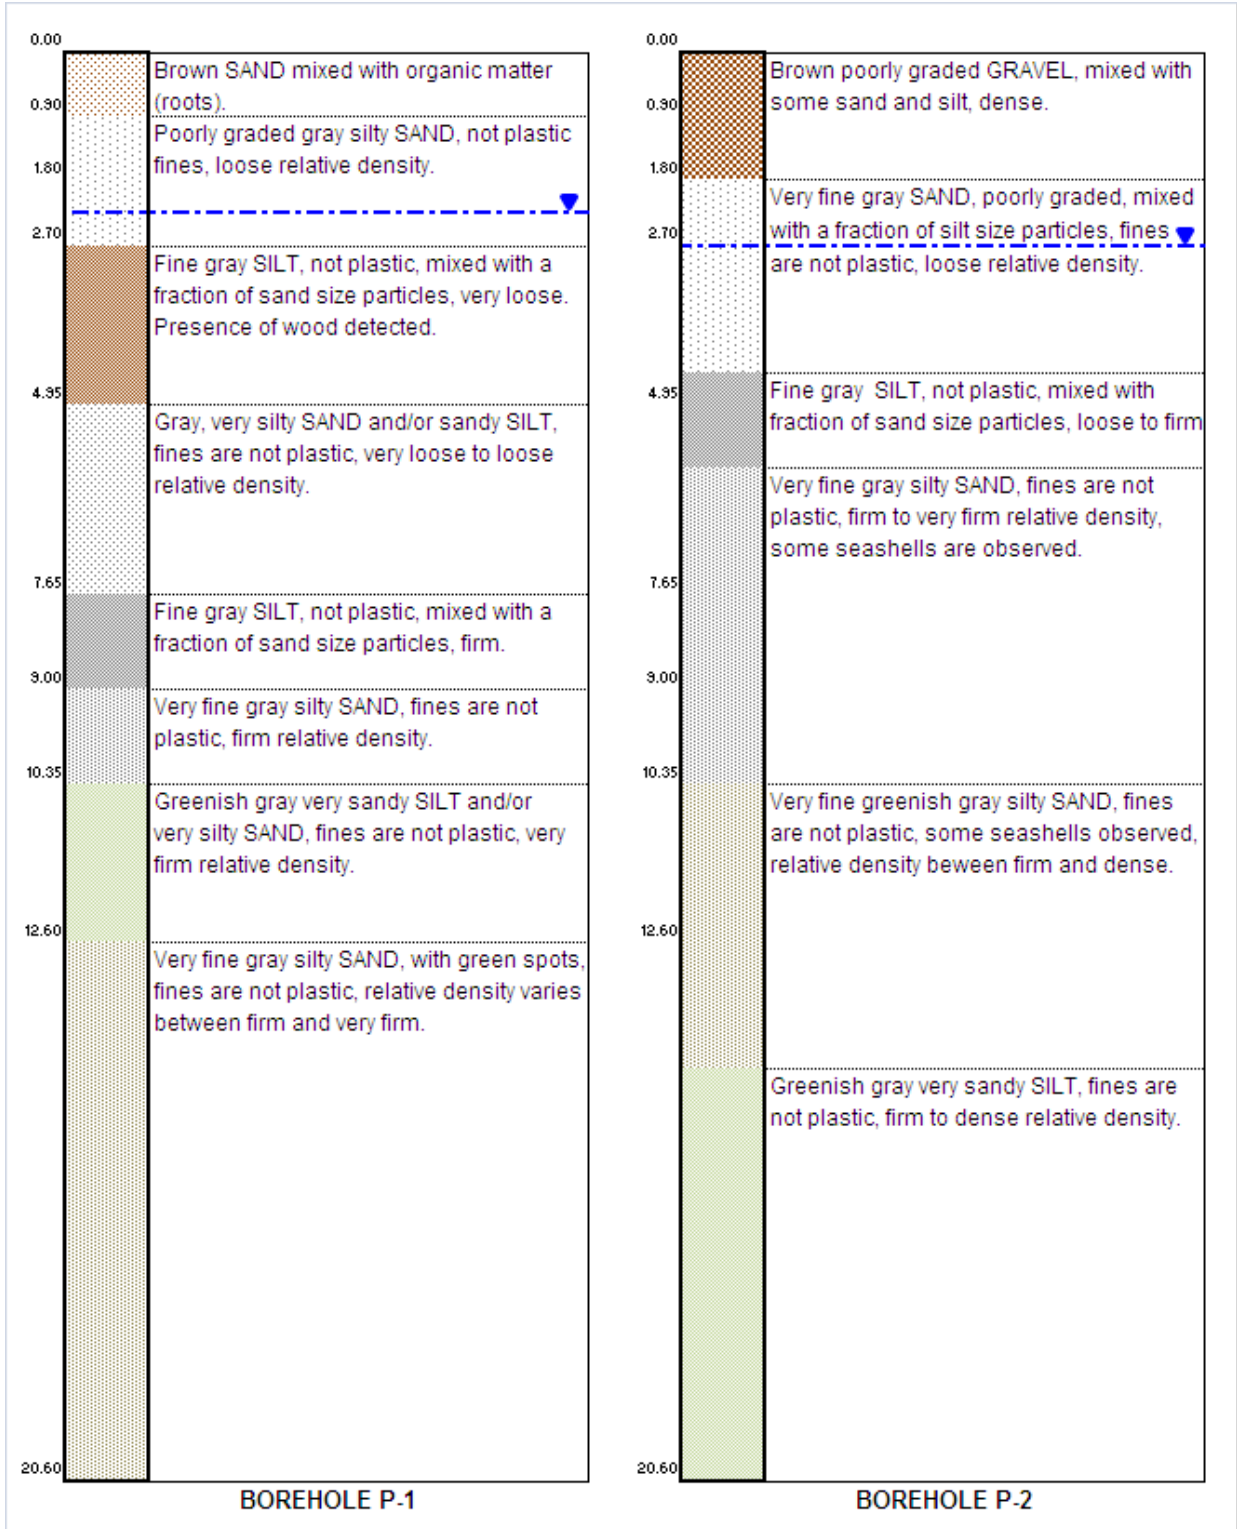 0.00
Brown SAND mixed with organic matter
0.90
(roots).
Poorly graded gray silty SAND, not plastic
1.80
fines, loose relative density.
2.70
Fine gray SILT, not plastic, mixed with a
fraction of sand size particles, very loose.
Presence of wood detected.
4.95
Gray, very silty SAND and/or sandy SILT,
fines are not plastic, very loose to loose
relative density.
7.65
Fine gray SILT, not plastic, mixed with a
fraction of sand size particles, firm.
9.00
Very fine gray silty SAND, fines are not
plastic, firm relative density.
10.35
Greenish gray very sandy SILT and/or
very silty SAND, fines are not plastic, very
firm relative density.
12.60
Very fine gray silty SAND, with green spots,
fines are not plastic, relative density varies
between firm and very firm.
20.60
BOREHOLE P-1
0.00
Brown poorly graded GRAVEL, mixed with
0.90
some sand and silt, dense.
1.80
Very fine gray SAND, poorly graded, mixed
2.70
with a fraction of silt size particles, fines
are not plastic, loose relative density.
4.95
Fine gray SILT, not plastic, mixed with
fraction of sand size particles, loose to firm
Very fine gray silty SAND, fines are not
plastic, firm to very firm relative density,
some seashells are observed.
7.65
9.00
10.35
Very fine greenish gray silty SAND, fines
are not plastic, some seashells observed,
relative density beween firm and dense.
12.60
Greenish gray very sandy SILT, fines are
not plastic, firm to dense relative density.
20.60
BOREHOLE P-2